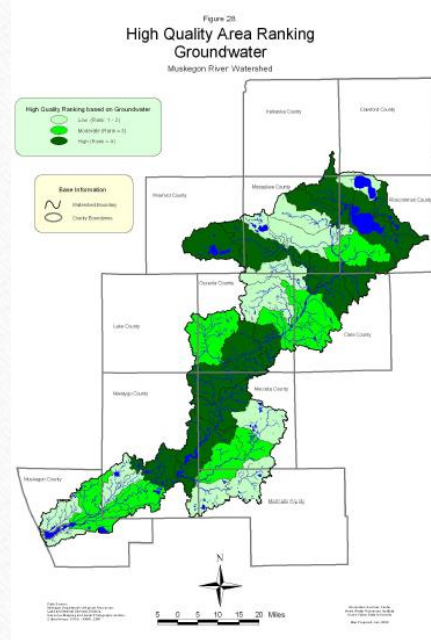 Figure 28.
High Quality Area Ranking
Groundwater
Muskegon River Watershed
Kalkaska County
Crawford County
High Quality Ranking based on Groundwater
Low (Rank 1 - 2)
Moderate (Rank = 3)
High (Rank = 4)
Base Information
Watershed Boundary
County Boundaries
Wexford County
Missaukee County
Roscommon County
Osceola County
Lake County
Clare County
Newaygo County
Mecosta County
Muskegon County
Montcalm County
N
5 0 5 10 15 20 Miles